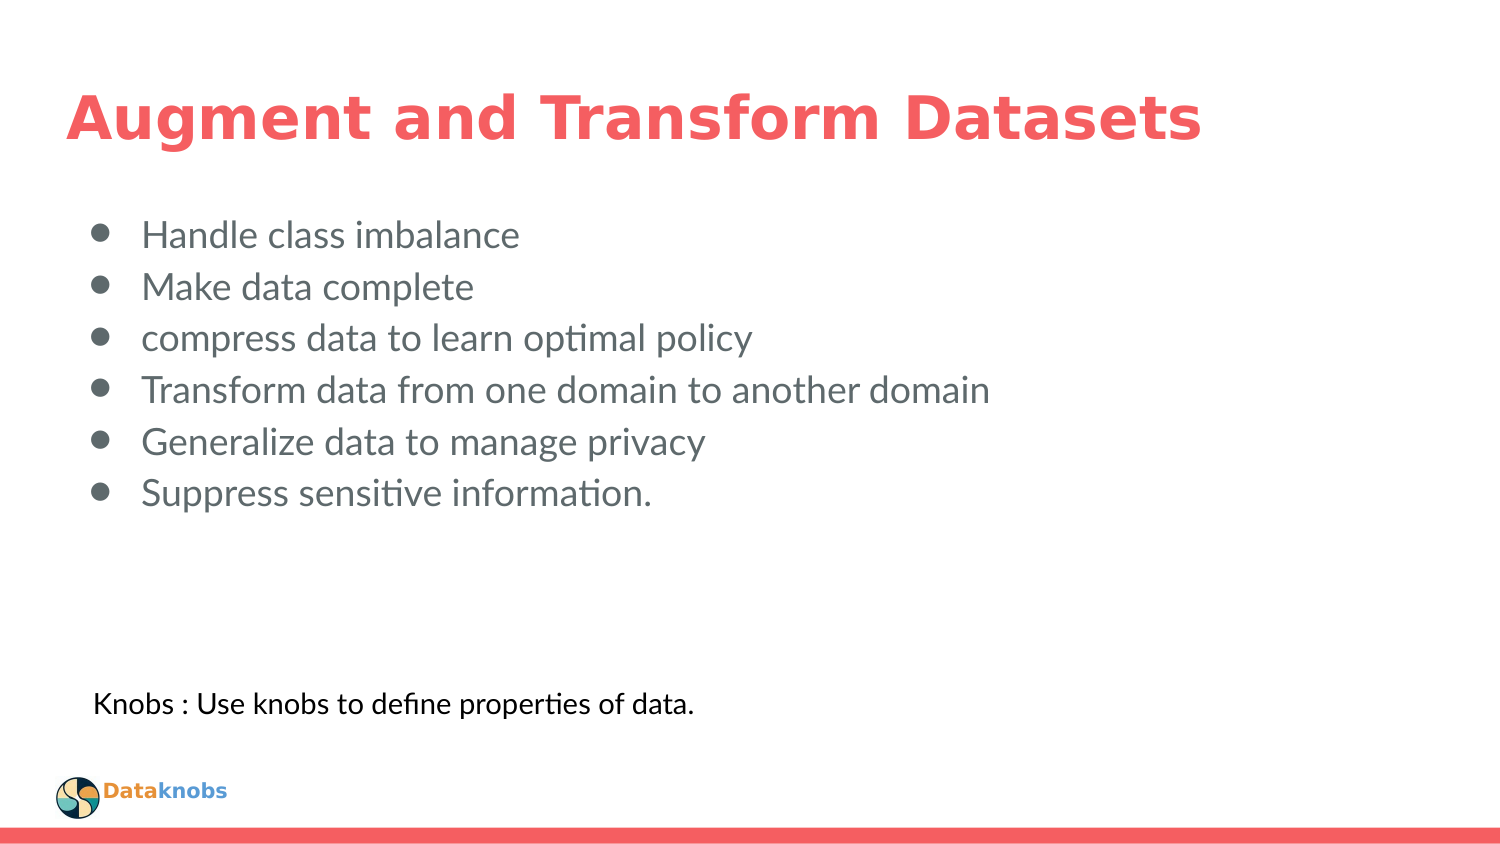 Augment and Transform Datasets
● Handle class imbalance
● Make data complete
● compress data to learn optimal policy
● Transform data from one domain to another domain
● Generalize data to manage privacy
● Suppress sensitive information.
Knobs : Use knobs to define properties of data.
Dataknobs